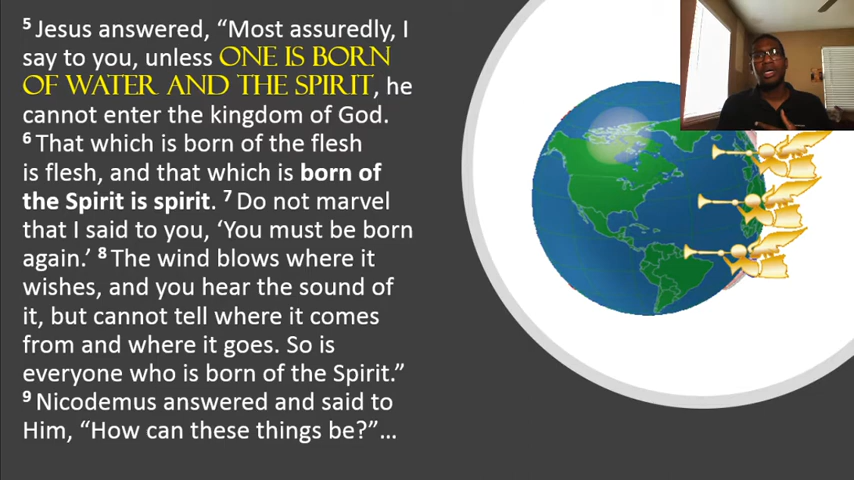 ⁵ Jesus answered, “Most assuredly, I
say to you, unless ONE IS BORN
OF WATER AND THE SPIRIT, he
cannot enter the kingdom of God.
⁶ That which is born of the flesh
is flesh, and that which is born of
the Spirit is spirit. ⁷ Do not marvel
that I said to you, ‘You must be born
again.’ ⁸ The wind blows where it
wishes, and you hear the sound of
it, but cannot tell where it comes
from and where it goes. So is
everyone who is born of the Spirit.”
⁹ Nicodemus answered and said to
Him, “How can these things be?”…